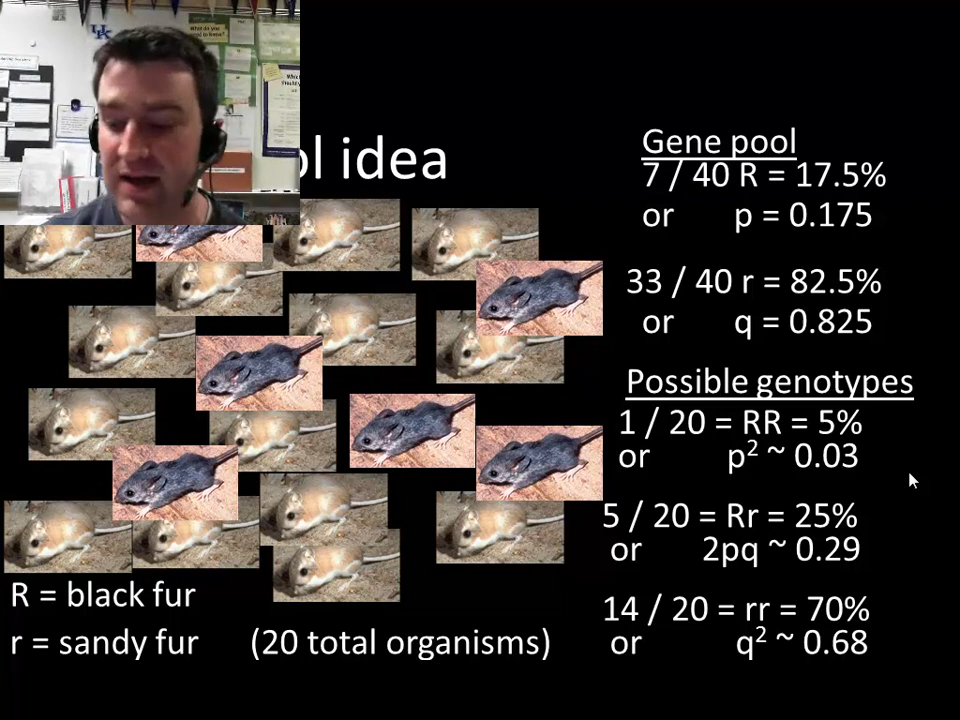 UK
ol idea
Gene pool
7 / 40 R = 17.5%
or p = 0.175
33 / 40 r = 82.5%
or q = 0.825
Possible genotypes
1 / 20 = RR = 5%
or p² ~ 0.03
5 / 20 = Rr = 25%
or 2pq ~ 0.29
14 / 20 = rr = 70%
or q² ~ 0.68
R = black fur
r = sandy fur (20 total organisms)